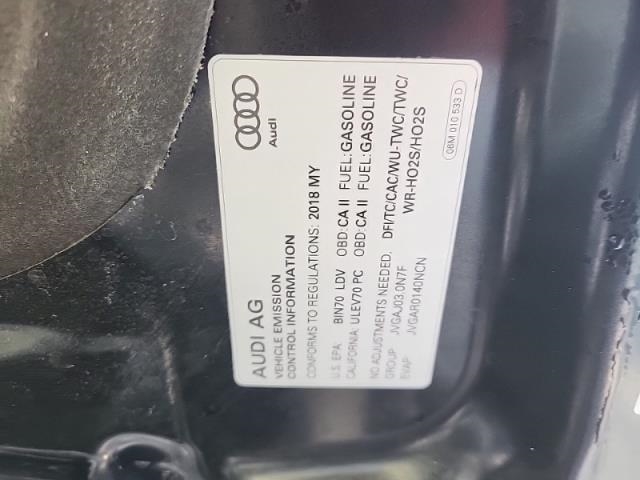 AUDI AG
Audi
VEHICLE EMISSION
CONTROL INFORMATION
CONFORMS TO REGULATIONS: 2018 MY
U.S. EPA: BIN70 LDV OBD: CA II FUEL: GASOLINE
CALIFORNIA: ULEV70 PC OBD: CA II FUEL: GASOLINE
NO ADJUSTMENTS NEEDED. DFI/TC/CAC/WU-TWC/TWC/
GROUP: JVGAJ03.0N7F WR-HO2S/HO2S
EVAP: JVGAR0140NCN
06M 010 533 D